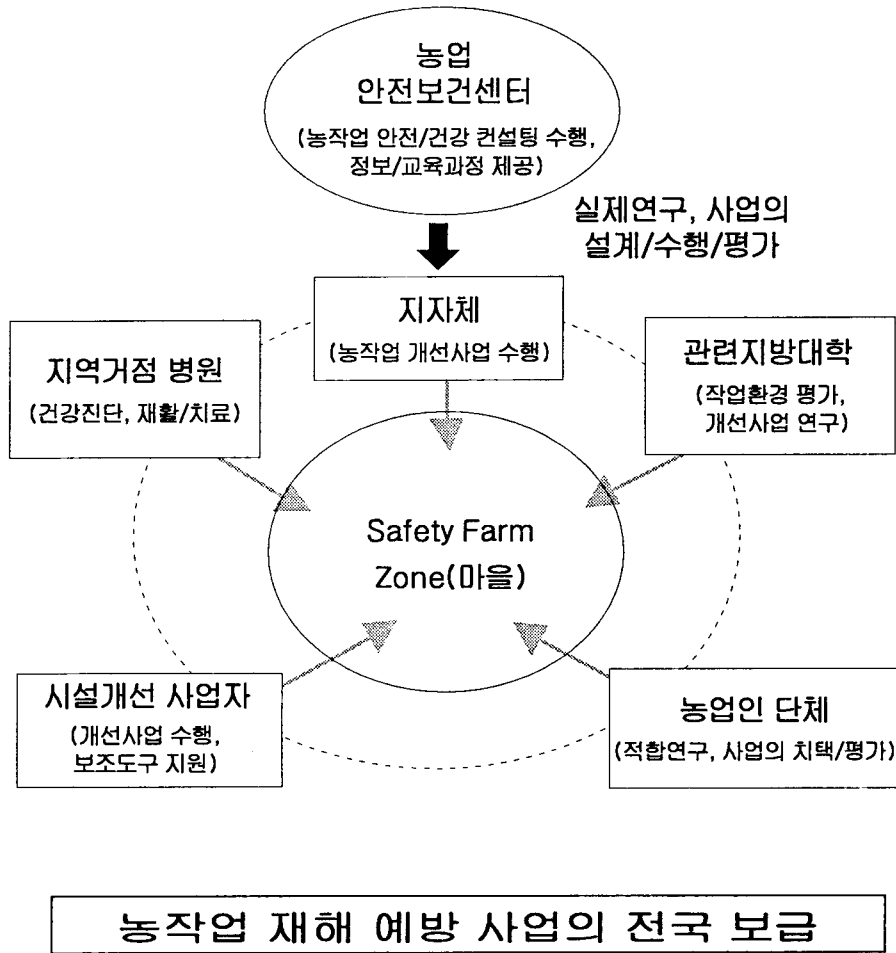 농업
안전보건센터
(농작업 안전/건강 컨설팅 수행,
정보/교육과정 제공)
실제연구, 사업의
설계/수행/평가
지자체
(농작업 개선사업 수행)
지역거점 병원
(건강진단, 재활/치료)
관련지방대학
(작업환경 평가,
개선사업 연구)
Safety Farm
Zone(마을)
시설개선 사업자
(개선사업 수행,
보조도구 지원)
농업인 단체
(적합연구, 사업의 치택/평가)
농작업 재해 예방 사업의 전국 보급